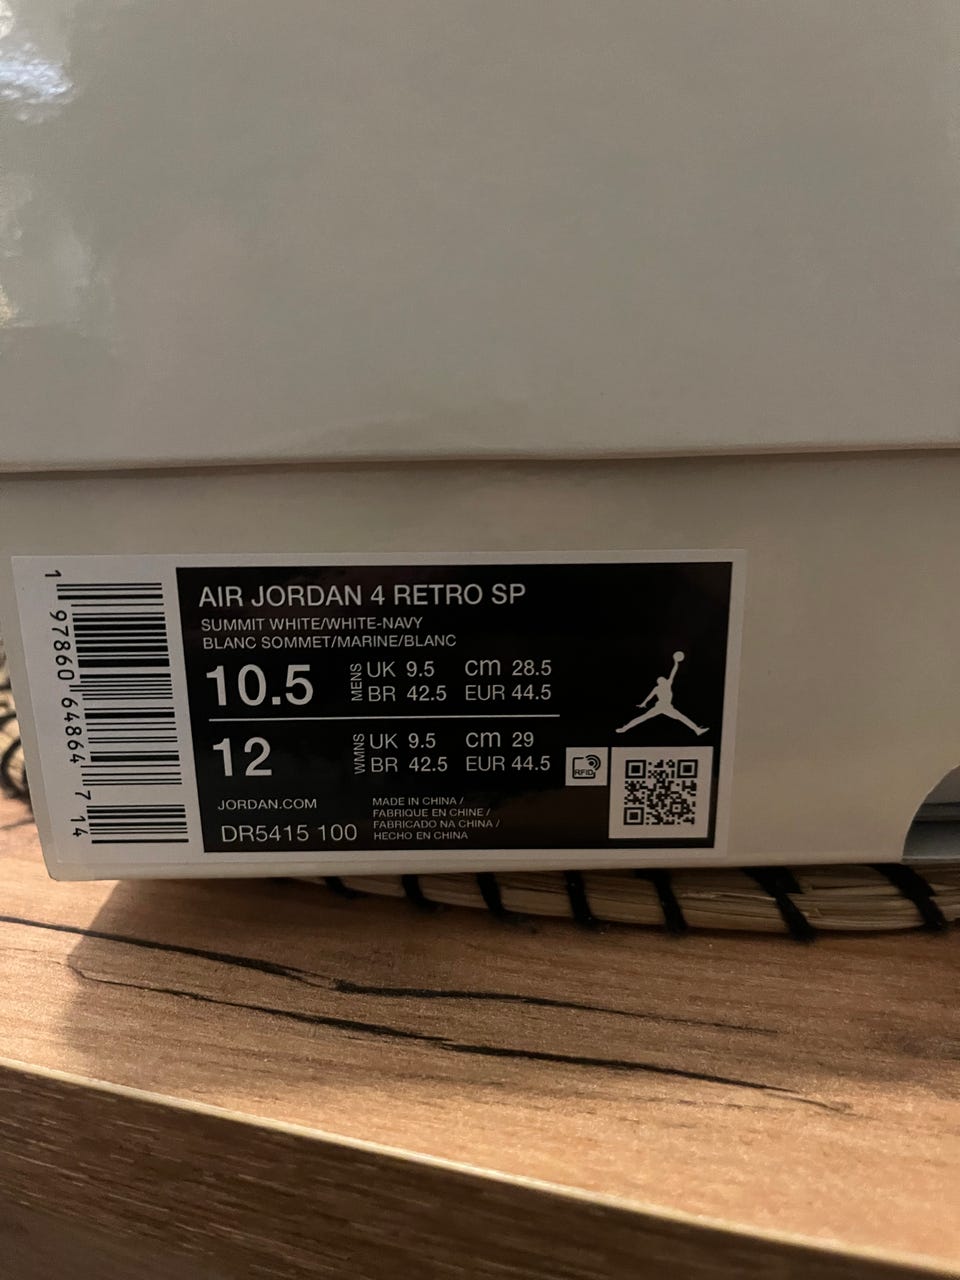 1 97860 64864 7 14
AIR JORDAN 4 RETRO SP
SUMMIT WHITE/WHITE-NAVY
BLANC SOMMET/MARINE/BLANC
10.5 MENS UK 9.5 cm 28.5
BR 42.5 EUR 44.5
12 WMNS UK 9.5 cm 29
BR 42.5 EUR 44.5
RFID
JORDAN.COM
DR5415 100
MADE IN CHINA /
FABRIQUE EN CHINE /
FABRICADO NA CHINA /
HECHO EN CHINA